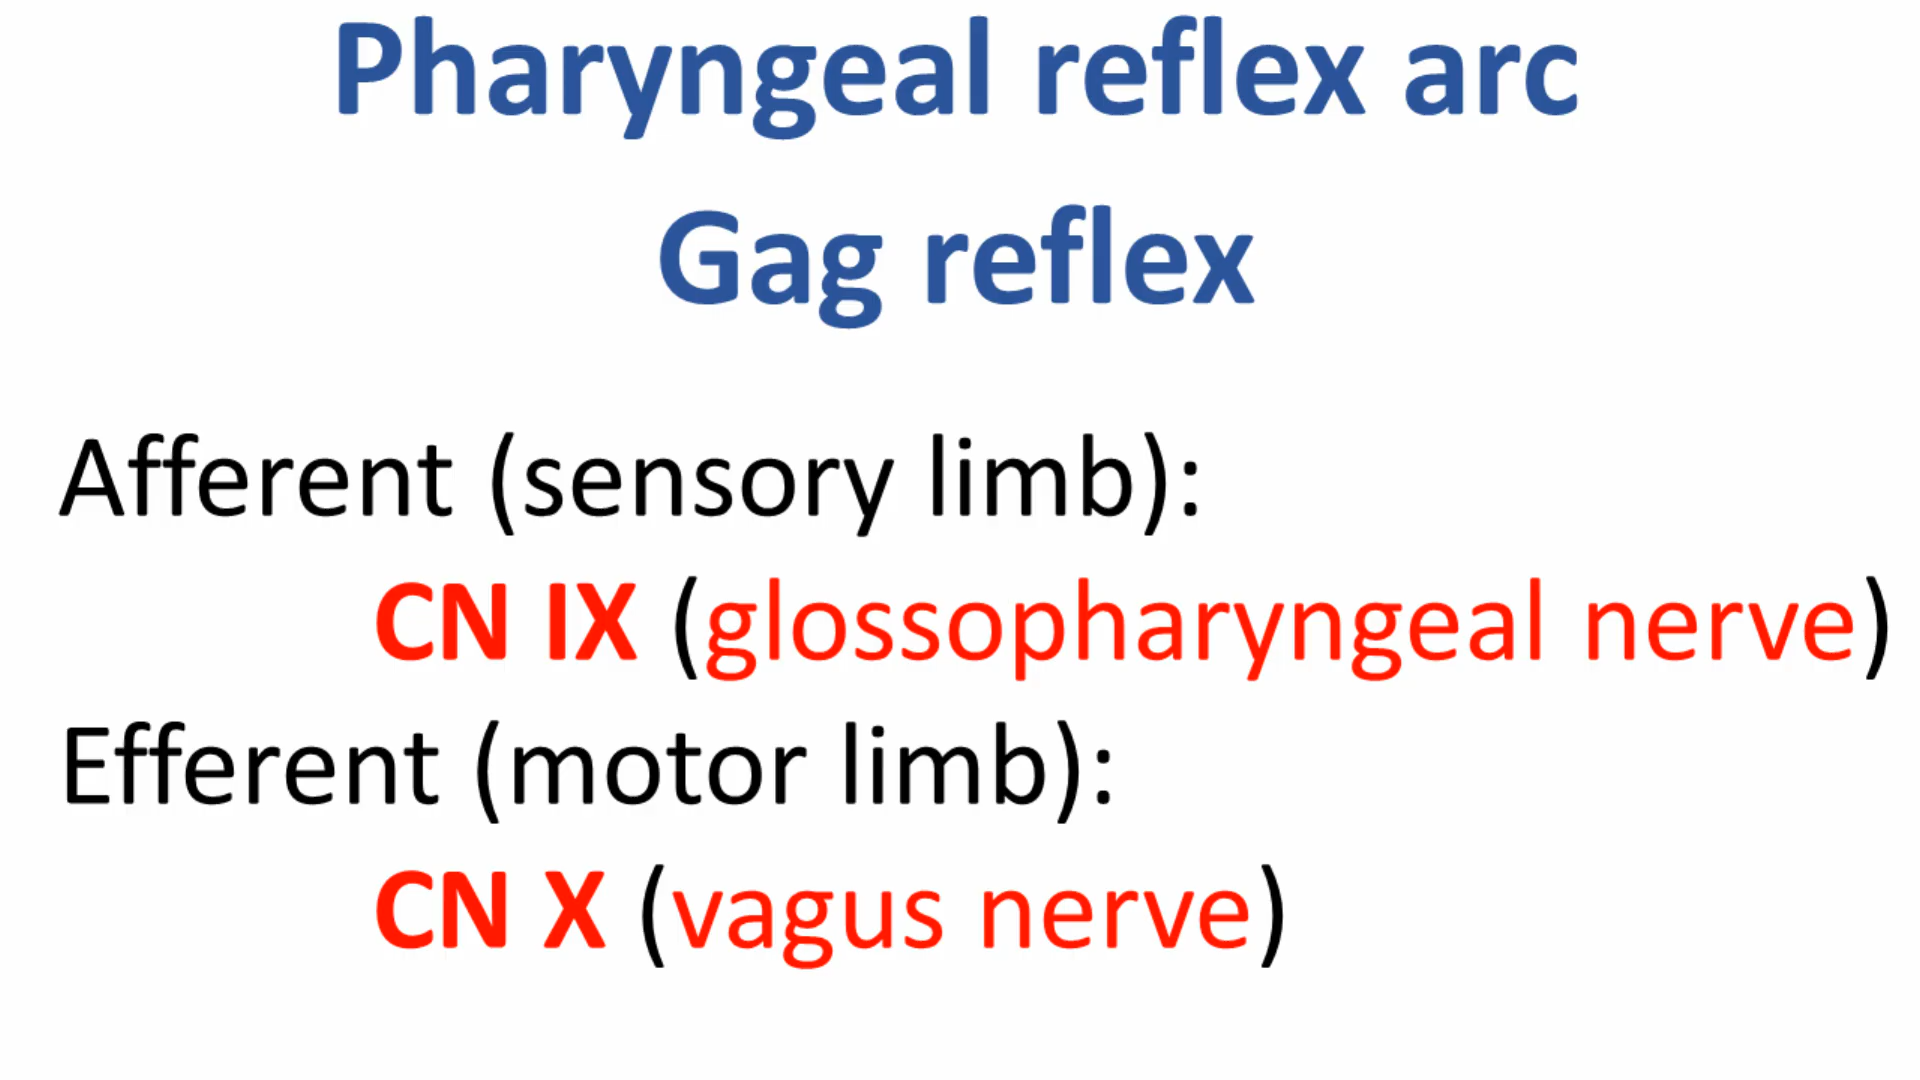 Pharyngeal reflex arc
Gag reflex
Afferent (sensory limb):
CN IX (glossopharyngeal nerve)
Efferent (motor limb):
CN X (vagus nerve)